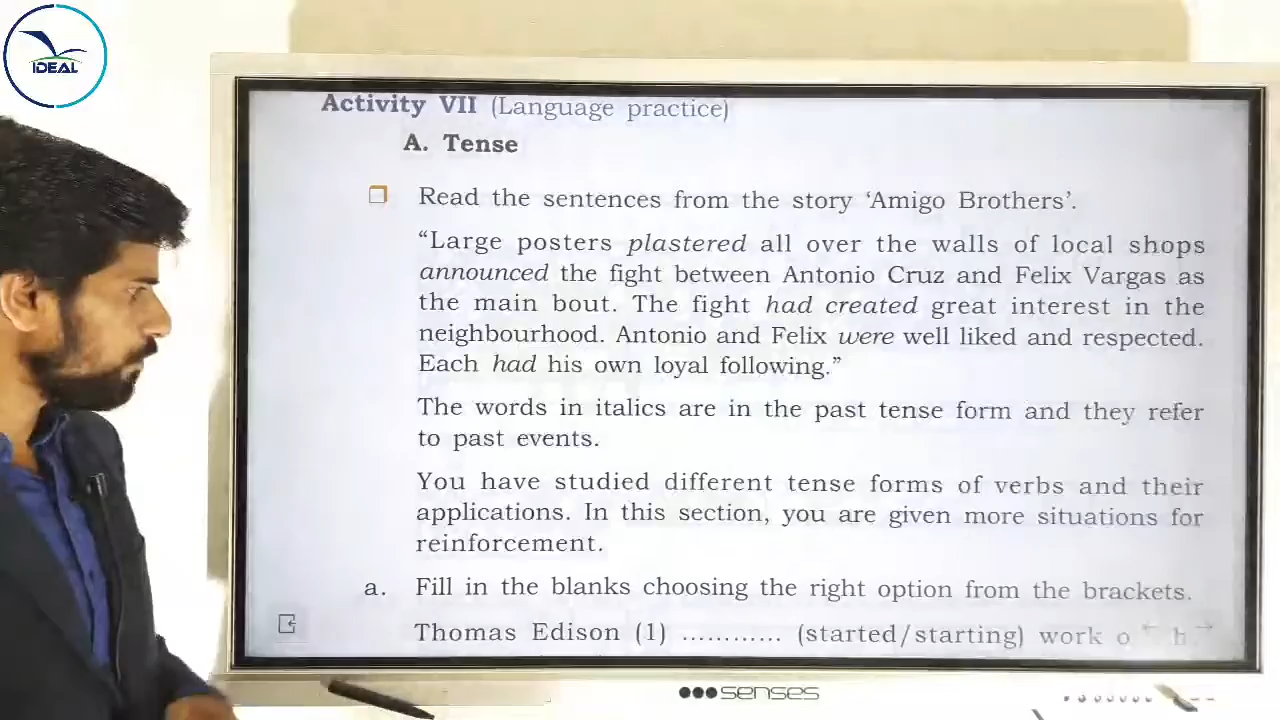 IDEAL
Activity VII (Language practice)
A. Tense
Read the sentences from the story ‘Amigo Brothers’.
“Large posters plastered all over the walls of local shops
announced the fight between Antonio Cruz and Felix Vargas as
the main bout. The fight had created great interest in the
neighbourhood. Antonio and Felix were well liked and respected.
Each had his own loyal following.”
The words in italics are in the past tense form and they refer
to past events.
You have studied different tense forms of verbs and their
applications. In this section, you are given more situations for
reinforcement.
a. Fill in the blanks choosing the right option from the brackets.
Thomas Edison (1) ............ (started/starting) work
senses